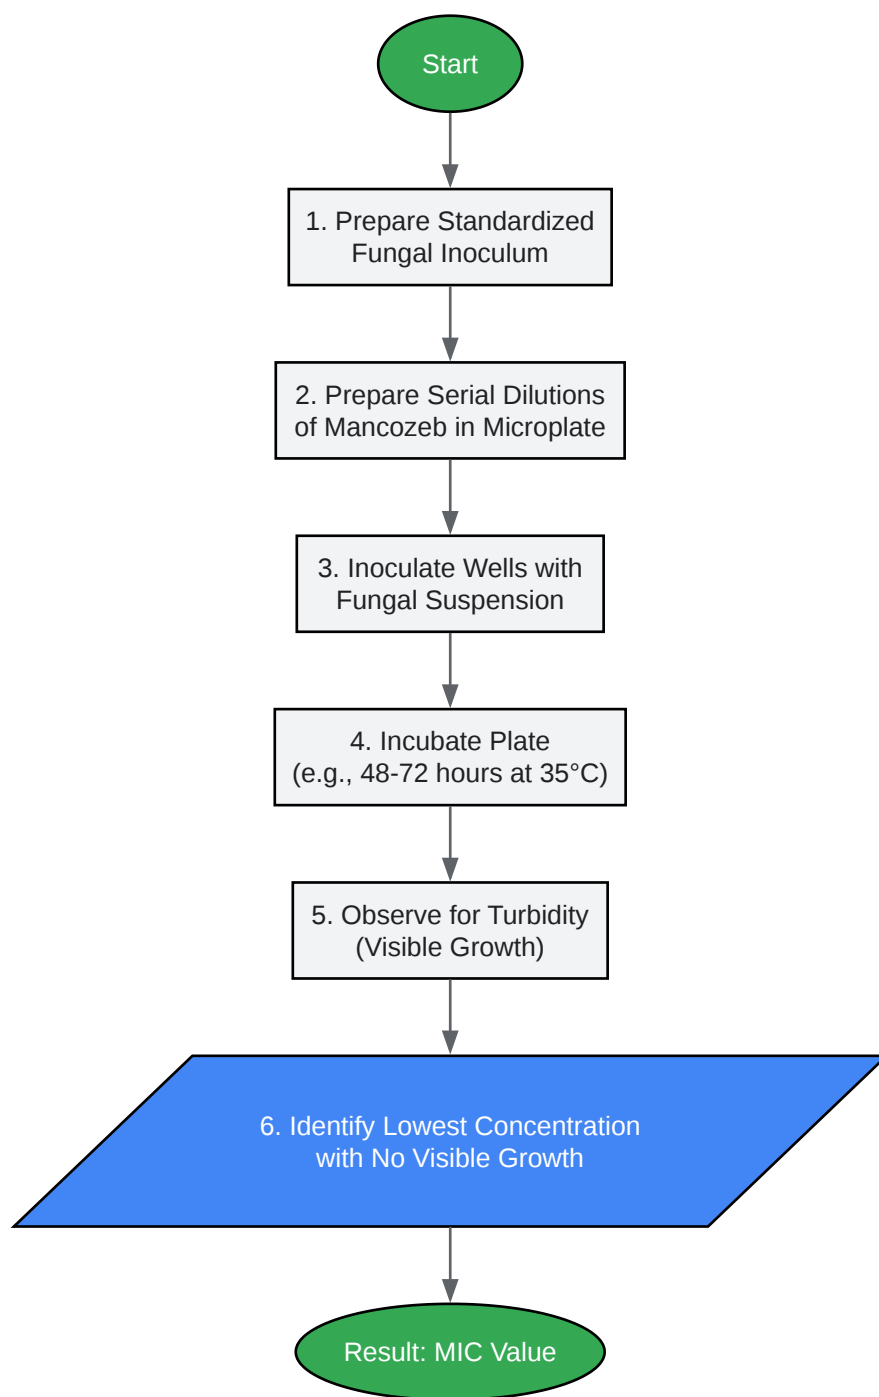 Start
1. Prepare Standardized
Fungal Inoculum
2. Prepare Serial Dilutions
of Mancozeb in Microplate
3. Inoculate Wells with
Fungal Suspension
4. Incubate Plate
(e.g., 48-72 hours at 35°C)
5. Observe for Turbidity
(Visible Growth)
6. Identify Lowest Concentration
with No Visible Growth
Result: MIC Value